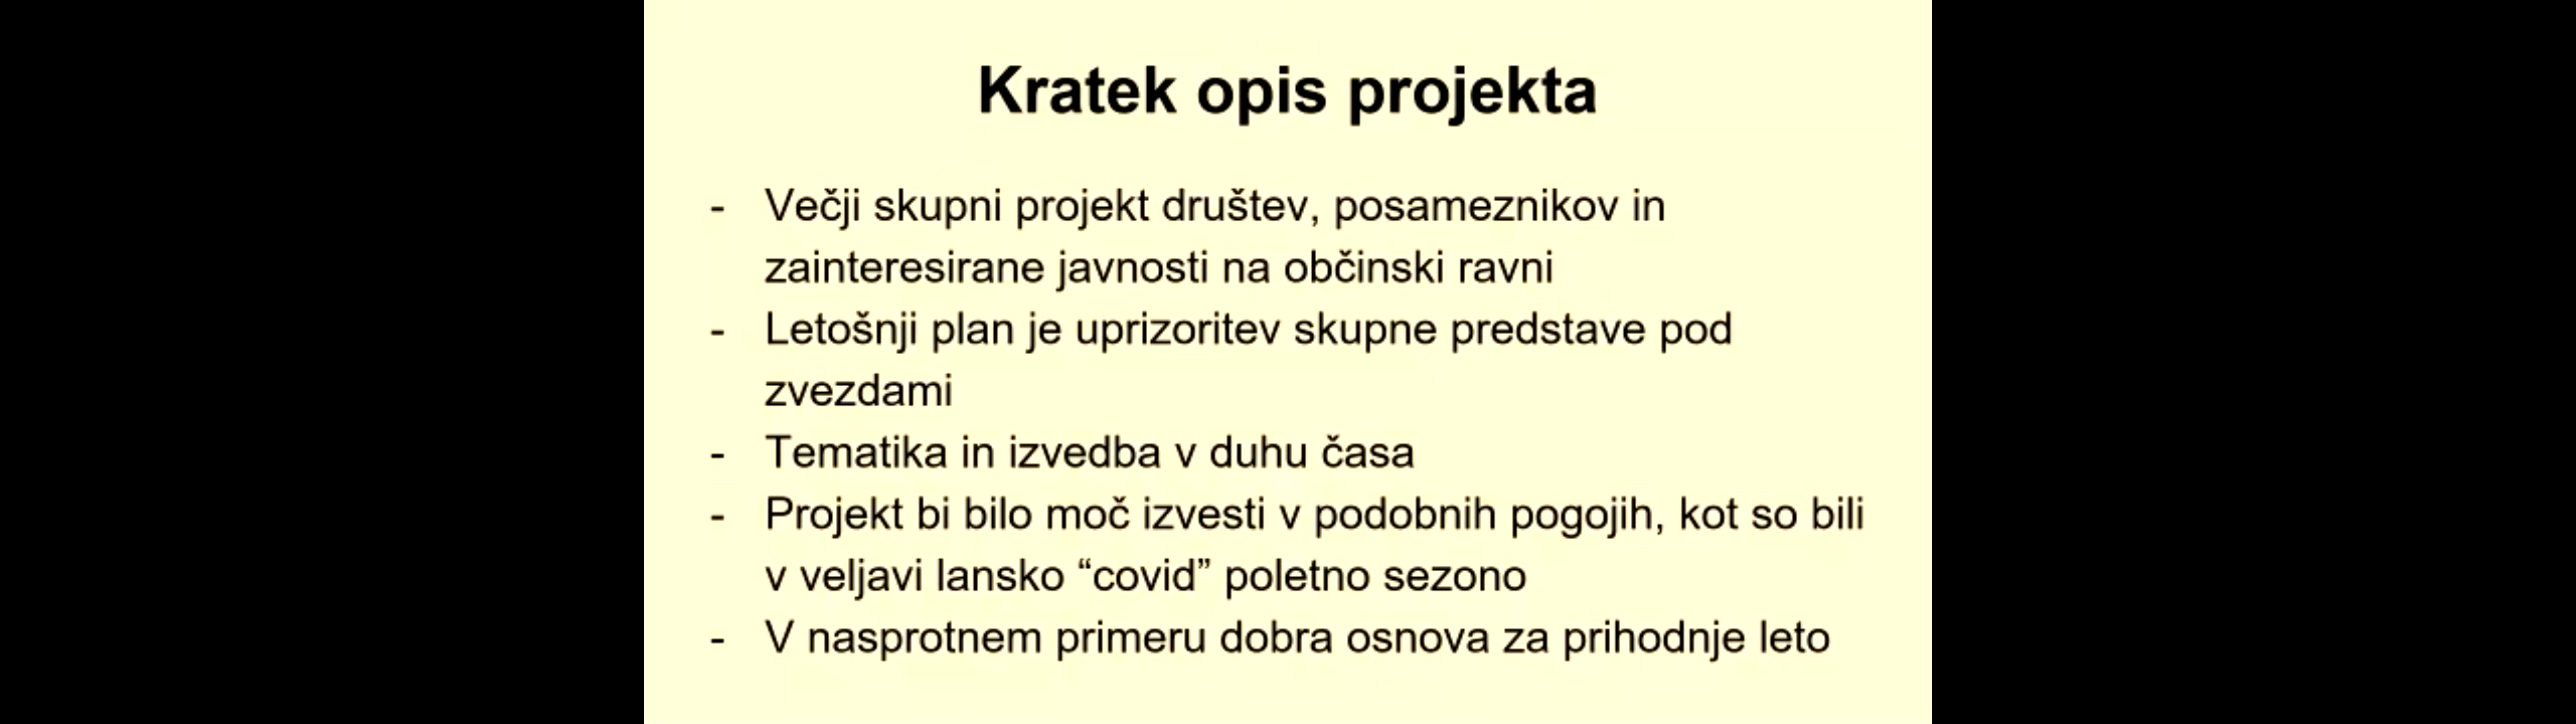 Kratek opis projekta
- Večji skupni projekt društev, posameznikov in
zainteresirane javnosti na občinski ravni
- Letošnji plan je uprizoritev skupne predstave pod
zvezdami
- Tematika in izvedba v duhu časa
- Projekt bi bilo moč izvesti v podobnih pogojih, kot so bili
v veljavi lansko “covid” poletno sezono
- V nasprotnem primeru dobra osnova za prihodnje leto